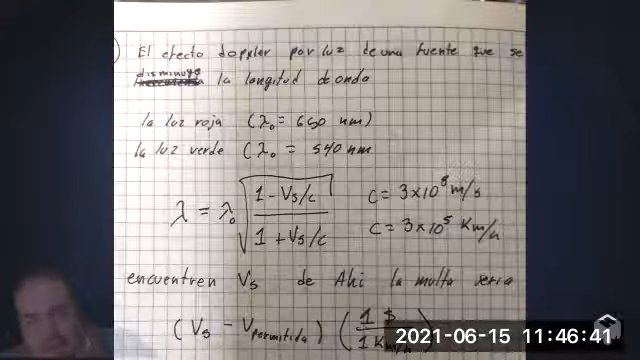 ) El efecto doppler por luz de una fuente que se
disminuye la longitud de onda
la luz roja (λ₀ = 650 nm)
la luz verde (λ₀ = 540 nm
λ = λ₀ √((1 - Vs/c)/(1 + Vs/c))
c = 3×10⁸ m/s
c = 3×10⁵ Km/s
encuentren Vs de Ahi la multa seria
(Vs - Vpermitida) (1 $ / 1 Km/h)
2021-06-15 11:46:41